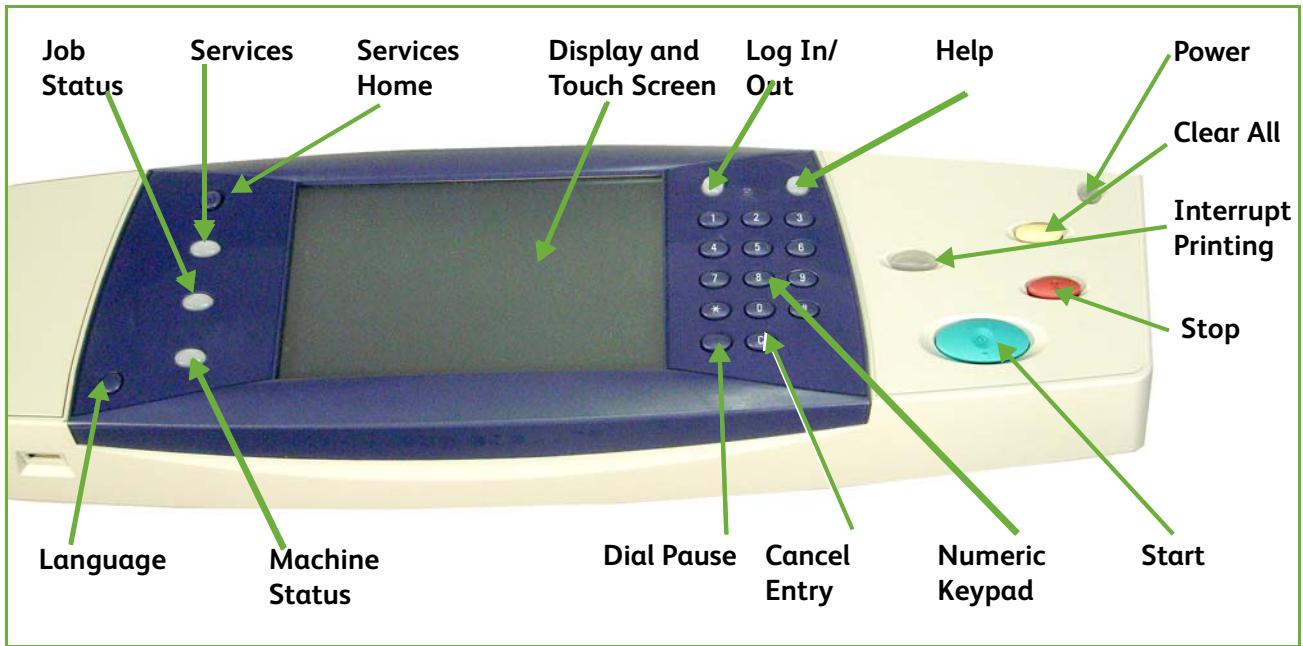 Job
Status
Services
Services
Home
Display and
Touch Screen
Log In/
Out
Help
Power
Clear All
Interrupt
Printing
Stop
1 2 3
4 5 6
7 8 9
* 0 #
C
Language
Machine
Status
Dial Pause
Cancel
Entry
Numeric
Keypad
Start